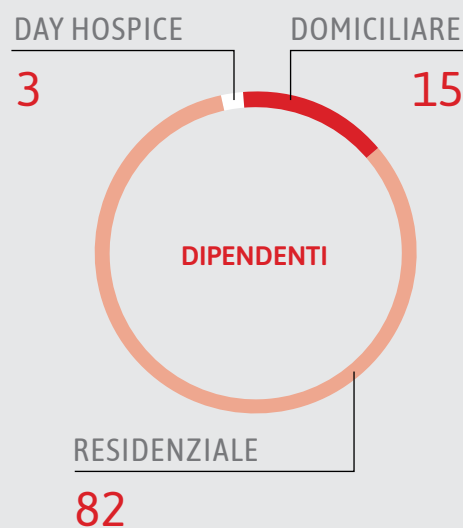 DAY HOSPICE
3
DOMICILIARE
15
DIPENDENTI
RESIDENZIALE
82